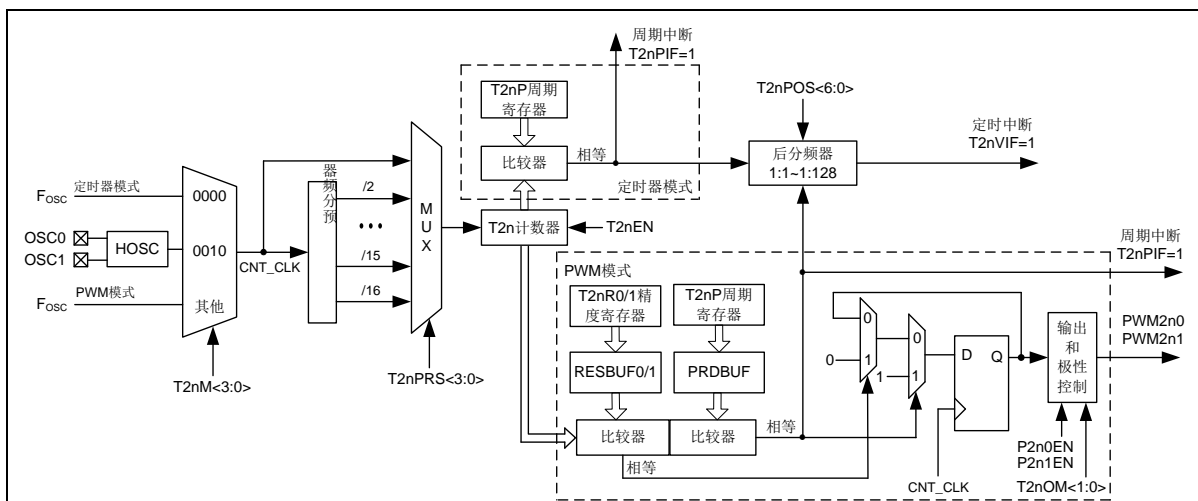 周期中断
T2nPIF=1
T2nP周期
寄存器
比较器
相等
定时器模式
T2nPOS<6:0>
后分频器
1:1~1:128
定时中断
T2nVIF=1
FOSC
定时器模式
0000
OSC0
OSC1
HOSC
0010
FOSC
PWM模式
其他
T2nM<3:0>
CNT_CLK
器频分预
/2
•••
/15
/16
MUX
T2nPRS<3:0>
T2n计数器
T2nEN
周期中断
T2nPIF=1
PWM模式
T2nR0/1精
度寄存器
T2nP周期
寄存器
RESBUF0/1
PRDBUF
比较器
比较器
相等
相等
0
0
1
0
1
1
D
Q
CNT_CLK
输出
和
极性
控制
PWM2n0
PWM2n1
P2n0EN
P2n1EN
T2nOM<1:0>